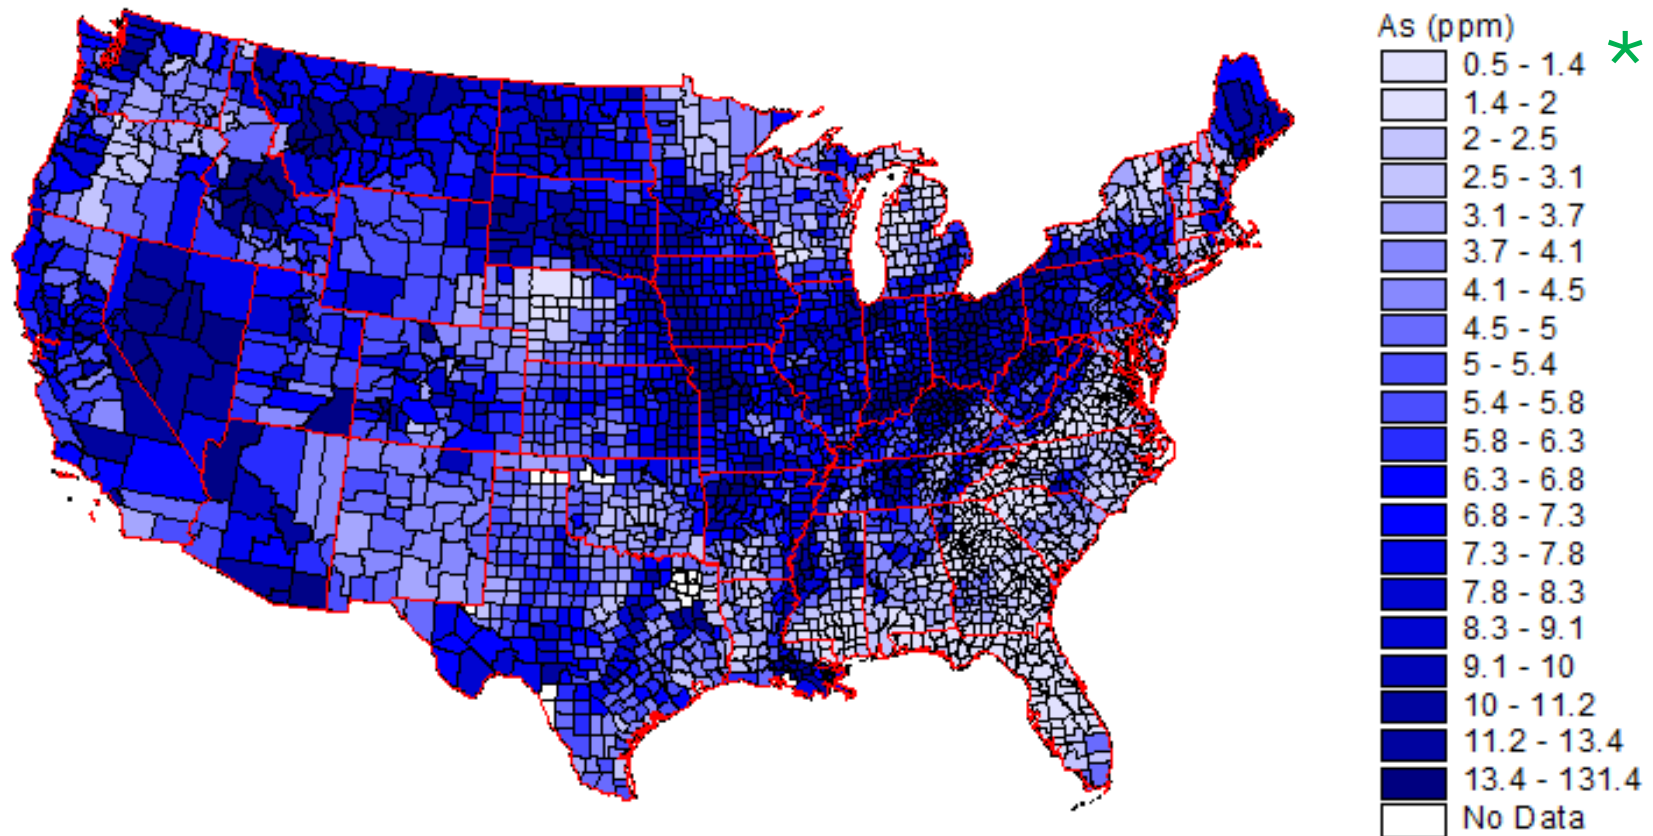 As (ppm) *
0.5 - 1.4
1.4 - 2
2 - 2.5
2.5 - 3.1
3.1 - 3.7
3.7 - 4.1
4.1 - 4.5
4.5 - 5
5 - 5.4
5.4 - 5.8
5.8 - 6.3
6.3 - 6.8
6.8 - 7.3
7.3 - 7.8
7.8 - 8.3
8.3 - 9.1
9.1 - 10
10 - 11.2
11.2 - 13.4
13.4 - 131.4
No Data